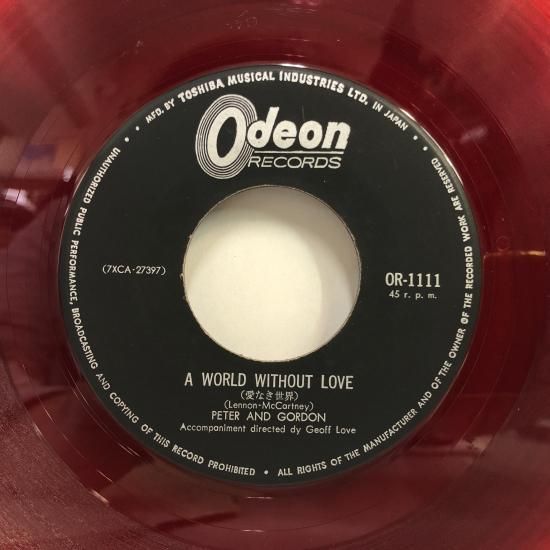 • MFD. BY TOSHIBA MUSICAL INDUSTRIES LTD. IN JAPAN •
Odeon
RECORDS
(7XCA-27397)
OR-1111
45 r. p. m.
A WORLD WITHOUT LOVE
(愛なき世界)
(Lennon-McCartney)
PETER AND GORDON
Accompaniment directed by Geoff Love
• UNAUTHORIZED PUBLIC PERFORMANCE, BROADCASTING AND COPYING OF THIS RECORD PROHIBITED • ALL RIGHTS OF THE MANUFACTURER AND OF THE OWNER OF THE RECORDED WORK ARE RESERVED •